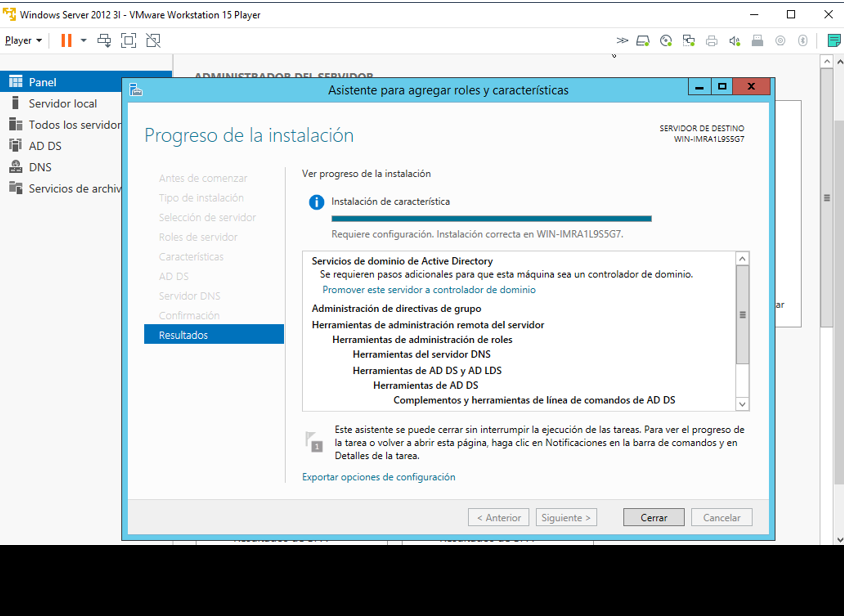 Windows Server 2012 3I - VMware Workstation 15 Player
Player
ADMINISTRADOR DEL SERVIDOR
Panel
Servidor local
Todos los servidor
AD DS
DNS
Servicios de archiv
Asistente para agregar roles y características
Progreso de la instalación
SERVIDOR DE DESTINO
WIN-IMRA1L9S5G7
Antes de comenzar
Tipo de instalación
Selección de servidor
Roles de servidor
Características
AD DS
Servidor DNS
Confirmación
Resultados
Ver progreso de la instalación
Instalación de característica
Requiere configuración. Instalación correcta en WIN-IMRA1L9S5G7.
Servicios de dominio de Active Directory
Se requieren pasos adicionales para que esta máquina sea un controlador de dominio.
Promover este servidor a controlador de dominio
Administración de directivas de grupo
Herramientas de administración remota del servidor
Herramientas de administración de roles
Herramientas del servidor DNS
Herramientas de AD DS y AD LDS
Herramientas de AD DS
Complementos y herramientas de línea de comandos de AD DS
1
Este asistente se puede cerrar sin interrumpir la ejecución de las tareas. Para ver el progreso de
la tarea o volver a abrir esta página, haga clic en Notificaciones en la barra de comandos y en
Detalles de la tarea.
Exportar opciones de configuración
< Anterior
Siguiente >
Cerrar
Cancelar
ar